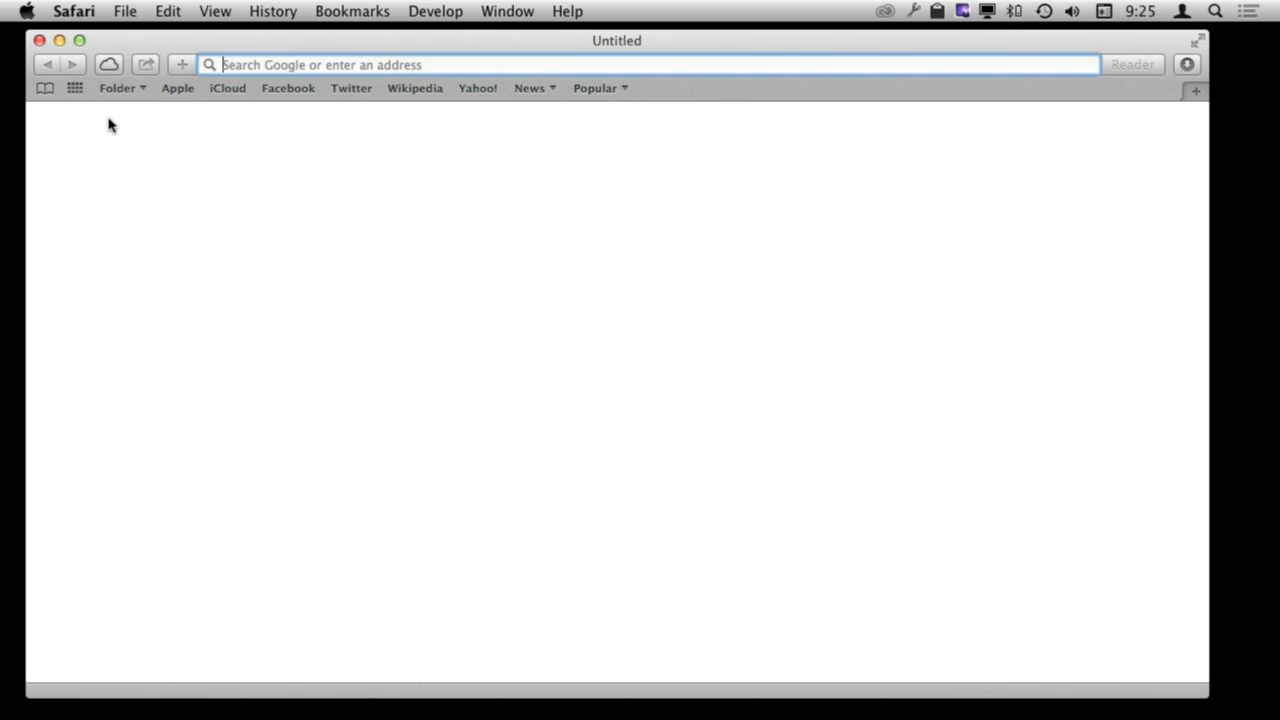 Safari File Edit View History Bookmarks Develop Window Help 9:25
Untitled
Search Google or enter an address Reader
Folder Apple iCloud Facebook Twitter Wikipedia Yahoo! News Popular